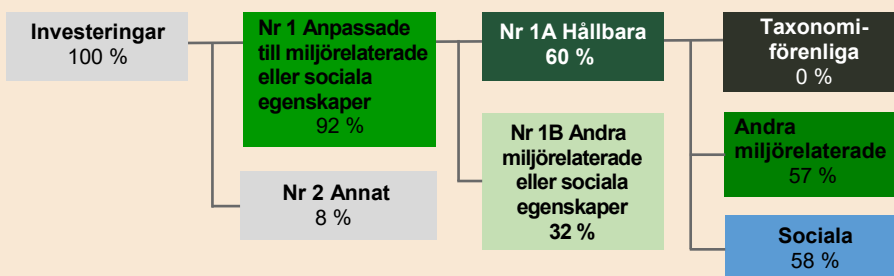 Investeringar
100 %
Nr 1 Anpassade
till miljörelaterade
eller sociala
egenskaper
92 %
Nr 2 Annat
8 %
Nr 1A Hållbara
60 %
Nr 1B Andra
miljörelaterade
eller sociala
egenskaper
32 %
Taxonomi-
förenliga
0 %
Andra
miljörelaterade
57 %
Sociala
58 %